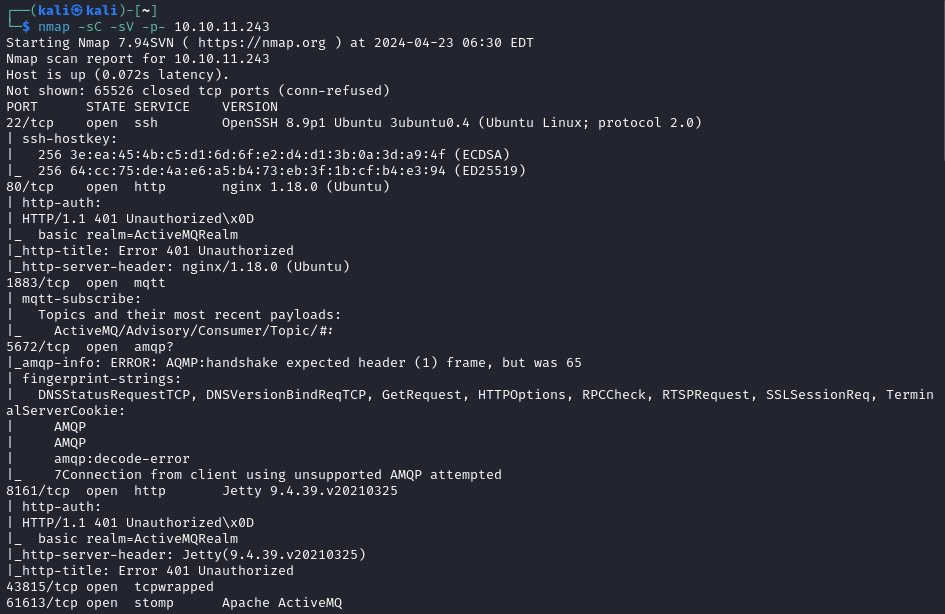 ┌──(kali㉿kali)-[~]
└─$ nmap -sC -sV -p- 10.10.11.243
Starting Nmap 7.94SVN ( https://nmap.org ) at 2024-04-23 06:30 EDT
Nmap scan report for 10.10.11.243
Host is up (0.072s latency).
Not shown: 65526 closed tcp ports (conn-refused)
PORT      STATE SERVICE    VERSION
22/tcp    open  ssh        OpenSSH 8.9p1 Ubuntu 3ubuntu0.4 (Ubuntu Linux; protocol 2.0)
| ssh-hostkey:
|   256 3e:ea:45:4b:c5:d1:6d:6f:e2:d4:d1:3b:0a:3d:a9:4f (ECDSA)
|_  256 64:cc:75:de:4a:e6:a5:b4:73:eb:3f:1b:cf:b4:e3:94 (ED25519)
80/tcp    open  http       nginx 1.18.0 (Ubuntu)
| http-auth:
| HTTP/1.1 401 Unauthorized\x0D
|_  basic realm=ActiveMQRealm
|_http-title: Error 401 Unauthorized
|_http-server-header: nginx/1.18.0 (Ubuntu)
1883/tcp  open  mqtt
| mqtt-subscribe:
|   Topics and their most recent payloads:
|_    ActiveMQ/Advisory/Consumer/Topic/#:
5672/tcp  open  amqp?
|_amqp-info: ERROR: AQMP:handshake expected header (1) frame, but was 65
| fingerprint-strings:
|   DNSStatusRequestTCP, DNSVersionBindReqTCP, GetRequest, HTTPOptions, RPCCheck, RTSPRequest, SSLSessionReq, Termin
alServerCookie:
|     AMQP
|     AMQP
|     amqp:decode-error
|_    7Connection from client using unsupported AMQP attempted
8161/tcp  open  http       Jetty 9.4.39.v20210325
| http-auth:
| HTTP/1.1 401 Unauthorized\x0D
|_  basic realm=ActiveMQRealm
|_http-server-header: Jetty(9.4.39.v20210325)
|_http-title: Error 401 Unauthorized
43815/tcp open  tcpwrapped
61613/tcp open  stomp      Apache ActiveMQ